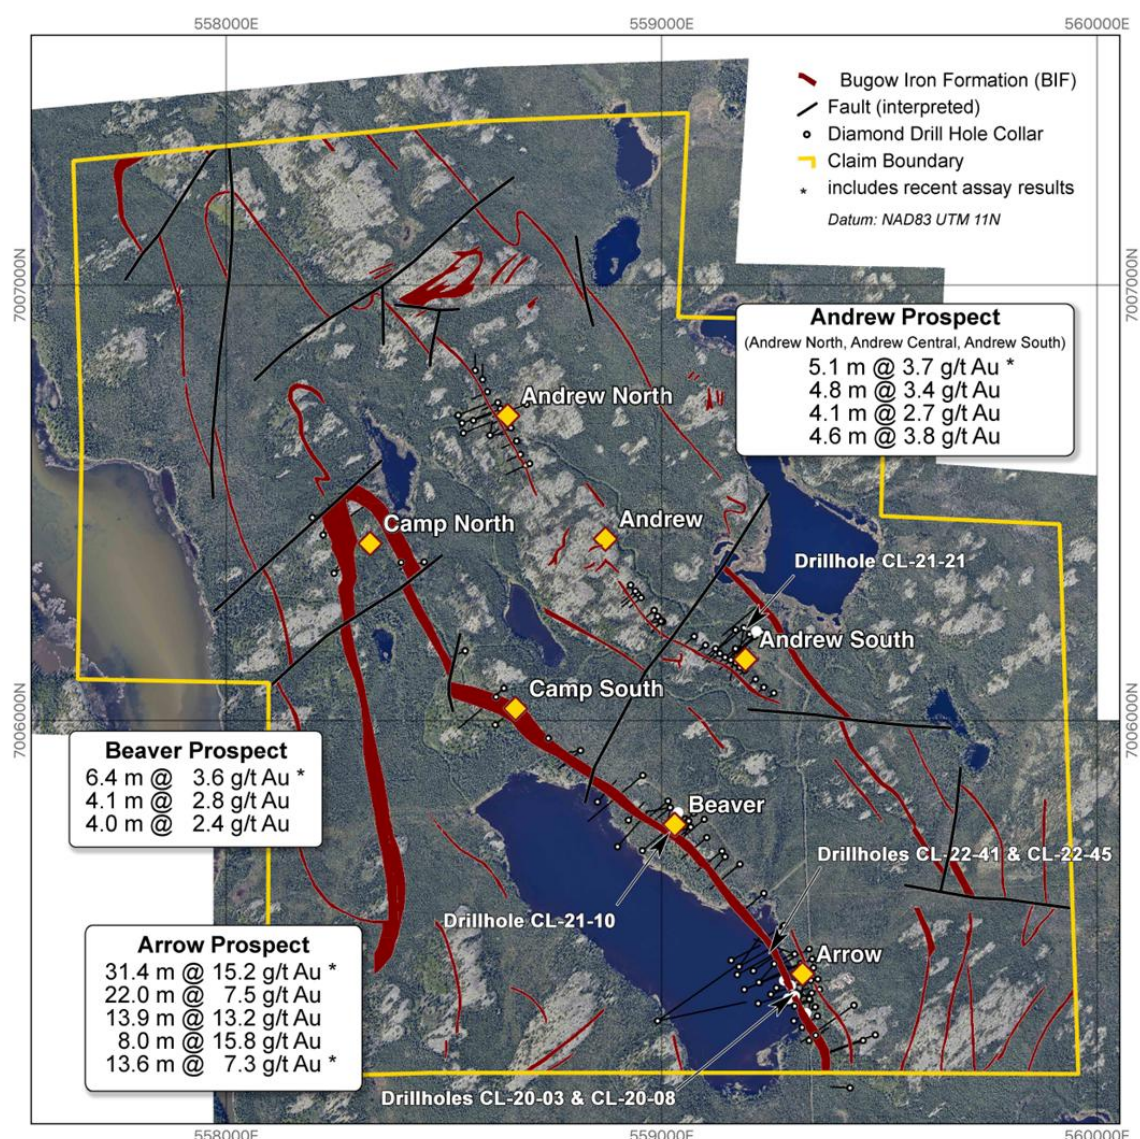 558000E
559000E
560000E
Bugow Iron Formation (BIF)
Fault (interpreted)
Diamond Drill Hole Collar
Claim Boundary
* includes recent assay results
Datum: NAD83 UTM 11N
7007000N
7007000N
Andrew Prospect
(Andrew North, Andrew Central, Andrew South)
5.1 m @ 3.7 g/t Au *
4.8 m @ 3.4 g/t Au
4.1 m @ 2.7 g/t Au
4.6 m @ 3.8 g/t Au
Andrew North
Camp North
Andrew
Drillhole CL-21-21
Andrew South
Camp South
7006000N
7006000N
Beaver Prospect
6.4 m @ 3.6 g/t Au *
4.1 m @ 2.8 g/t Au
4.0 m @ 2.4 g/t Au
Beaver
Drillholes CL-22-41 & CL-22-45
Drillhole CL-21-10
Arrow Prospect
31.4 m @ 15.2 g/t Au *
22.0 m @ 7.5 g/t Au
13.9 m @ 13.2 g/t Au
8.0 m @ 15.8 g/t Au
13.6 m @ 7.3 g/t Au *
Arrow
Drillholes CL-20-03 & CL-20-08
558000E
559000E
560000E